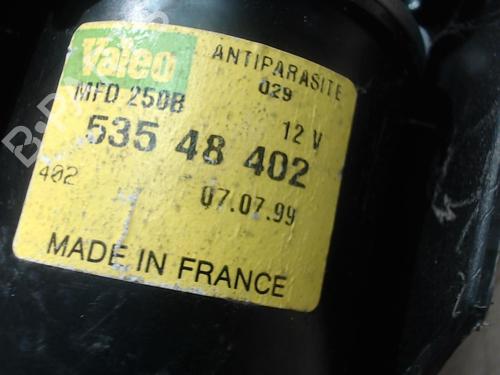 Valeo
ANTIPARASITE
029
MFD 250B
12 V
535 48 402
402
07.07.99
MADE IN FRANCE